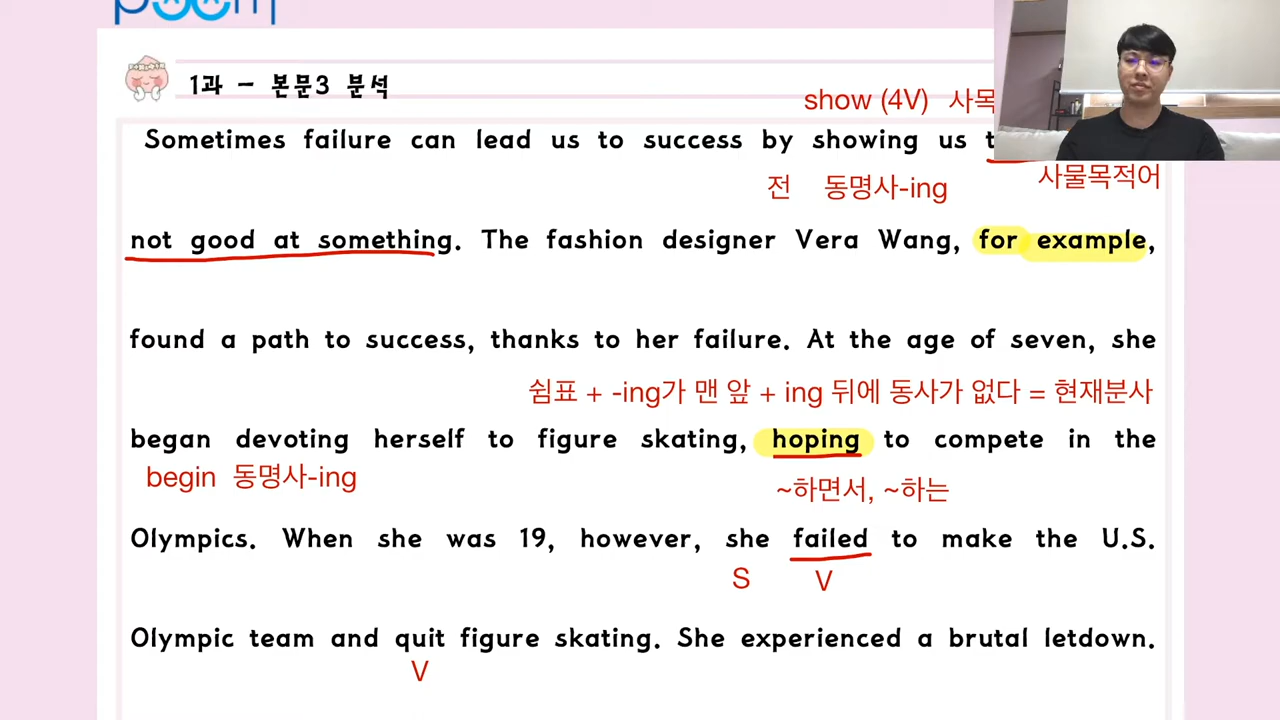 1과 - 본문3 분석
show (4V) 사목
Sometimes failure can lead us to success by showing us
전 동명사-ing 사물목적어
not good at something. The fashion designer Vera Wang, for example,
found a path to success, thanks to her failure. At the age of seven, she
쉼표 + -ing가 맨 앞 + ing 뒤에 동사가 없다 = 현재분사
began devoting herself to figure skating, hoping to compete in the
begin 동명사-ing ~하면서, ~하는
Olympics. When she was 19, however, she failed to make the U.S.
S V
Olympic team and quit figure skating. She experienced a brutal letdown.
V